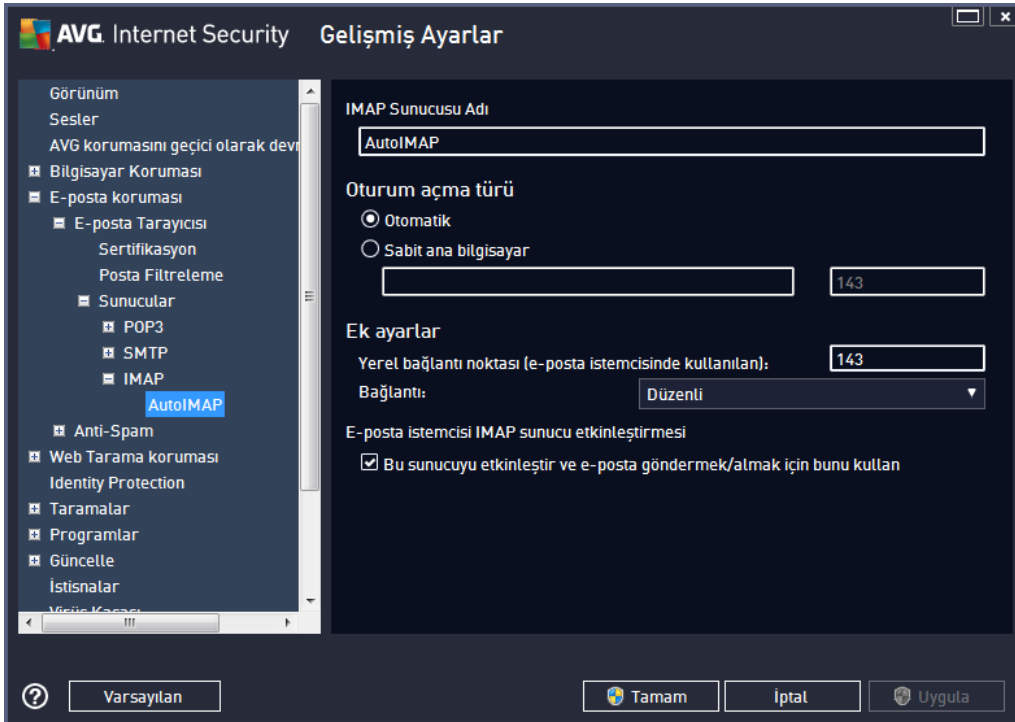 AVG. Internet Security Gelişmiş Ayarlar
Görünüm
Sesler
AVG korumasını geçici olarak devr
Bilgisayar Koruması
E-posta koruması
E-posta Tarayıcısı
Sertifikasyon
Posta Filtreleme
Sunucular
POP3
SMTP
IMAP
AutoIMAP
Anti-Spam
Web Tarama koruması
Identity Protection
Taramalar
Programlar
Güncelle
İstisnalar
Virüs Kasası
IMAP Sunucusu Adı
AutoIMAP
Oturum açma türü
Otomatik
Sabit ana bilgisayar
143
Ek ayarlar
Yerel bağlantı noktası (e-posta istemcisinde kullanılan): 143
Bağlantı: Düzenli
E-posta istemcisi IMAP sunucu etkinleştirmesi
Bu sunucuyu etkinleştir ve e-posta göndermek/almak için bunu kullan
Varsayılan Tamam İptal Uygula